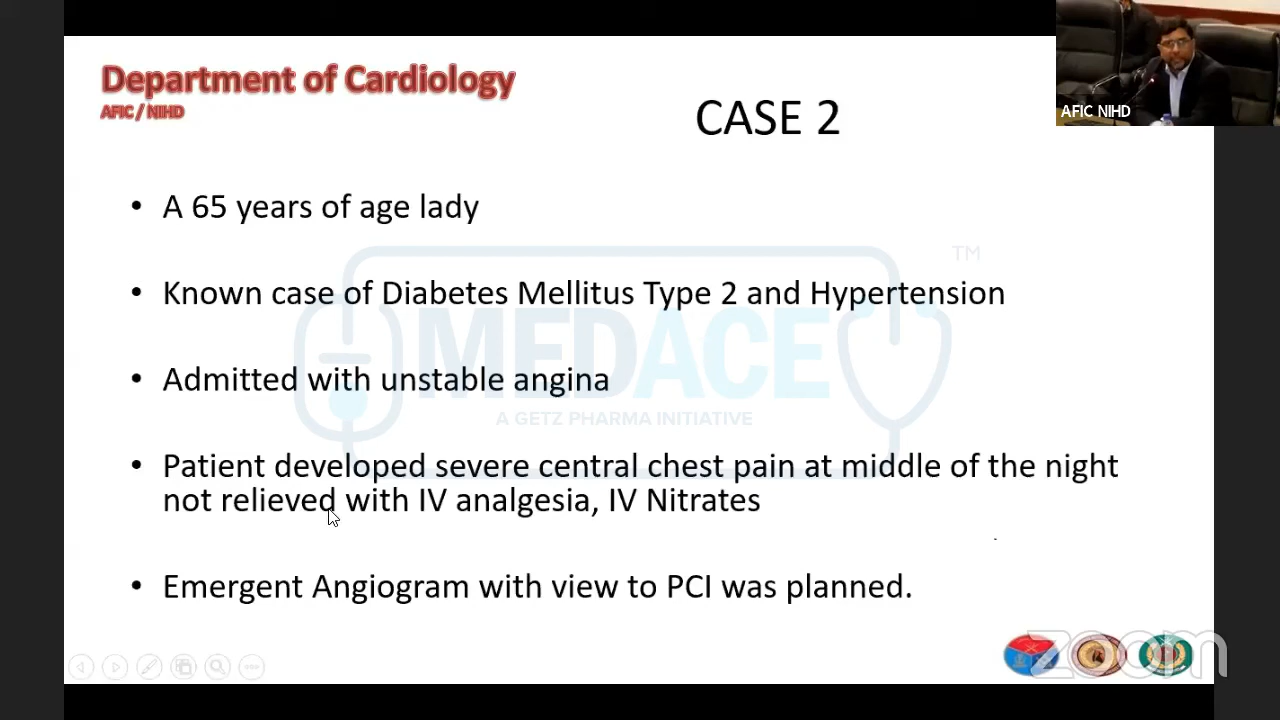 Department of Cardiology
AFIC / NIHD
CASE 2
AFIC NIHD
• A 65 years of age lady
• Known case of Diabetes Mellitus Type 2 and Hypertension
• Admitted with unstable angina
• Patient developed severe central chest pain at middle of the night
not relieved with IV analgesia, IV Nitrates
• Emergent Angiogram with view to PCI was planned.
MEDACE
TM
A GETZ PHARMA INITIATIVE
zoom